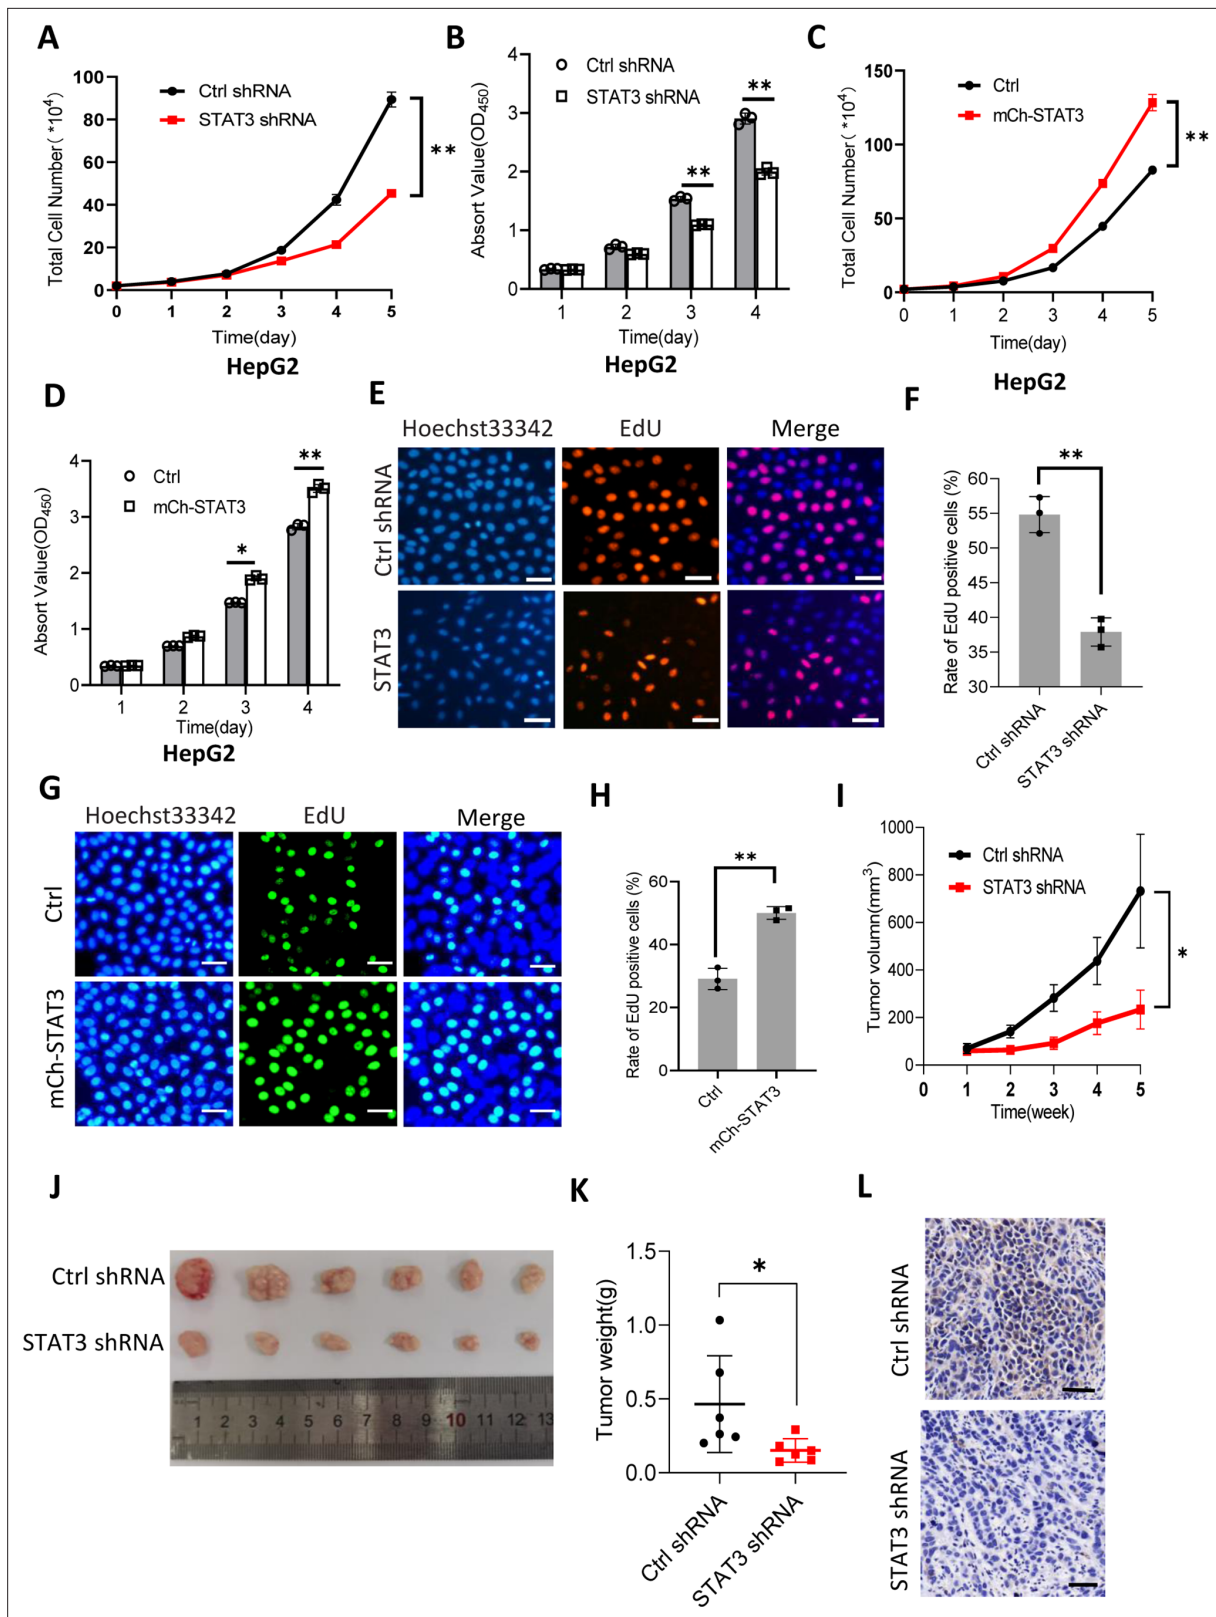 A
Total Cell Number( *10⁴)
100
80
60
40
20
0
Ctrl shRNA
STAT3 shRNA
**
0 1 2 3 4 5
Time(day)
HepG2
B
Absort Value(OD₄₅₀)
4
3
2
1
0
Ctrl shRNA
STAT3 shRNA
**
**
1 2 3 4
Time(day)
HepG2
C
Total Cell Number( *10⁴)
150
100
50
0
Ctrl
mCh-STAT3
**
0 1 2 3 4 5
Time(day)
HepG2
D
Absort Value(OD₄₅₀)
4
3
2
1
0
Ctrl
mCh-STAT3
*
**
1 2 3 4
Time(day)
HepG2
E
Hoechst33342 EdU Merge
Ctrl shRNA
STAT3
F
Rate of EdU positive cells (%)
60
55
50
45
40
35
30
**
Ctrl shRNA
STAT3 shRNA
G
Hoechst33342 EdU Merge
Ctrl
mCh-STAT3
H
Rate of EdU positive cells (%)
60
40
20
0
**
Ctrl
mCh-STAT3
I
Tumor volumn(mm³)
1000
800
600
400
200
0
Ctrl shRNA
STAT3 shRNA
*
0 1 2 3 4 5
Time(week)
J
Ctrl shRNA
STAT3 shRNA
1 2 3 4 5 6 7 8 9 10 11 12 13
K
Tumor weight(g)
1.5
1.0
0.5
0.0
*
Ctrl shRNA
STAT3 shRNA
L
Ctrl shRNA
STAT3 shRNA